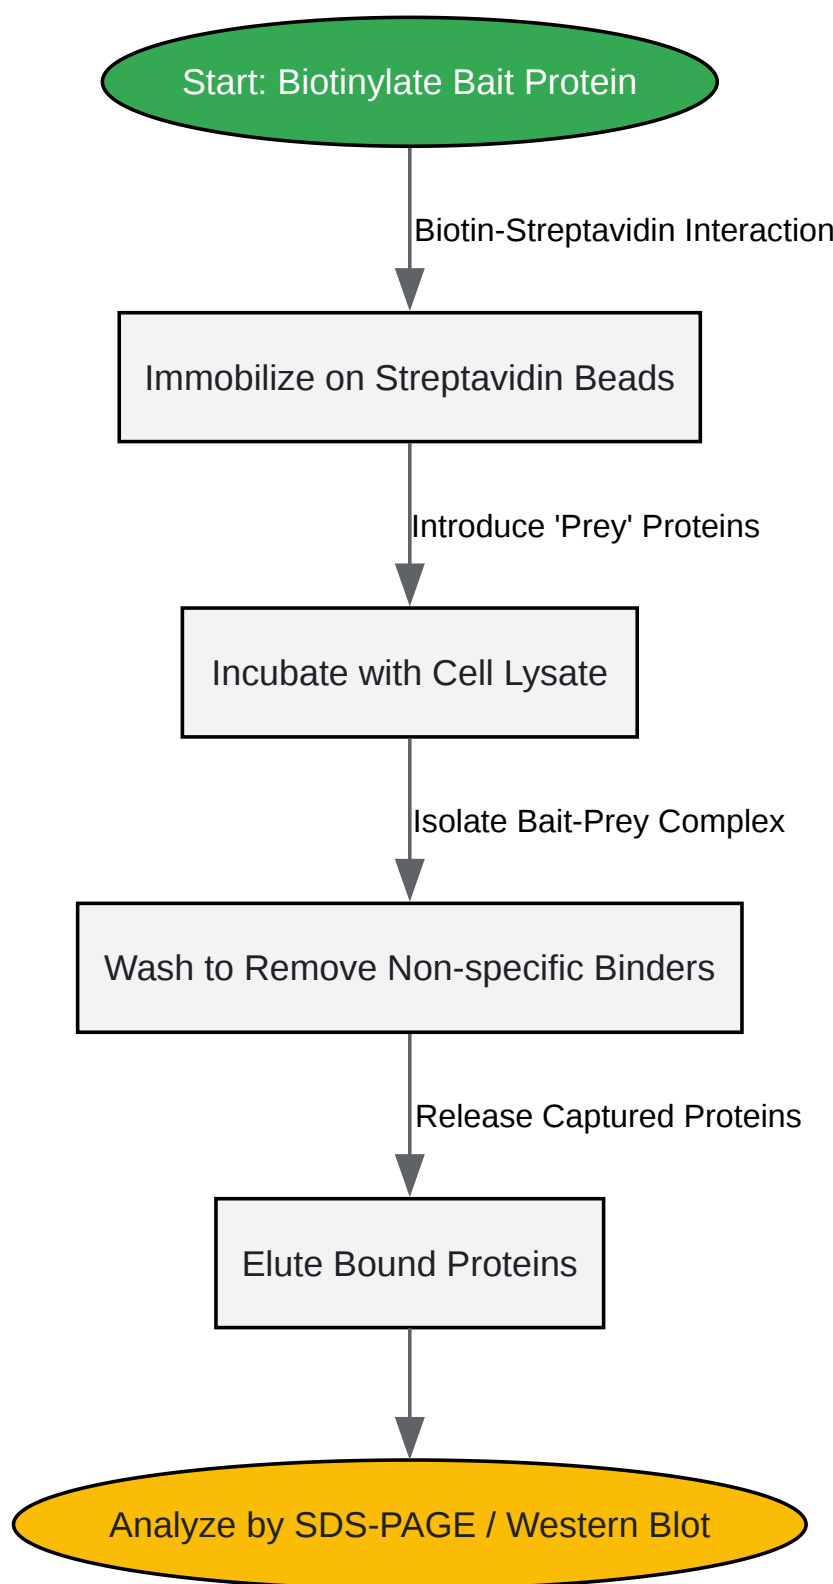 Start: Biotinylate Bait Protein
Biotin-Streptavidin Interaction
Immobilize on Streptavidin Beads
Introduce 'Prey' Proteins
Incubate with Cell Lysate
Isolate Bait-Prey Complex
Wash to Remove Non-specific Binders
Release Captured Proteins
Elute Bound Proteins
Analyze by SDS-PAGE / Western Blot